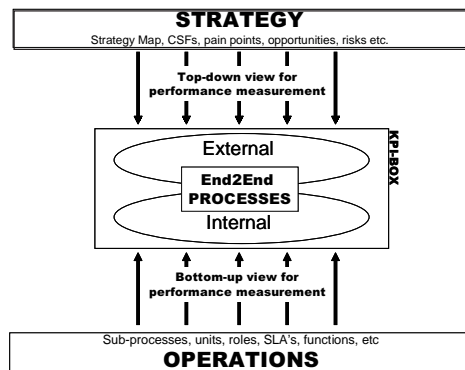 STRATEGY
Strategy Map, CSFs, pain points, opportunities, risks etc.
Top-down view for
performance measurement
External
KPI-BOX
End2End
PROCESSES
Internal
Bottom-up view for
performance measurement
Sub-processes, units, roles, SLA's, functions, etc
OPERATIONS